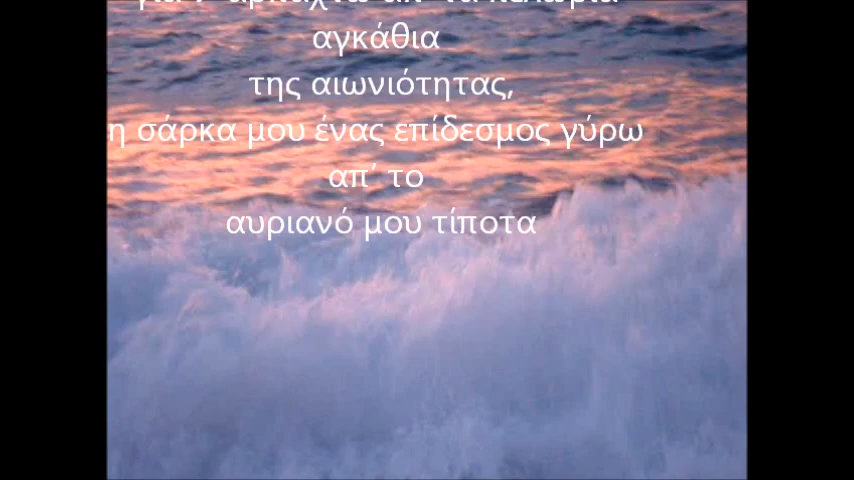 αγκάθια
της αιωνιότητας,
η σάρκα μου ένας επίδεσμος γύρω
απ’ το
αυριανό μου τίποτα